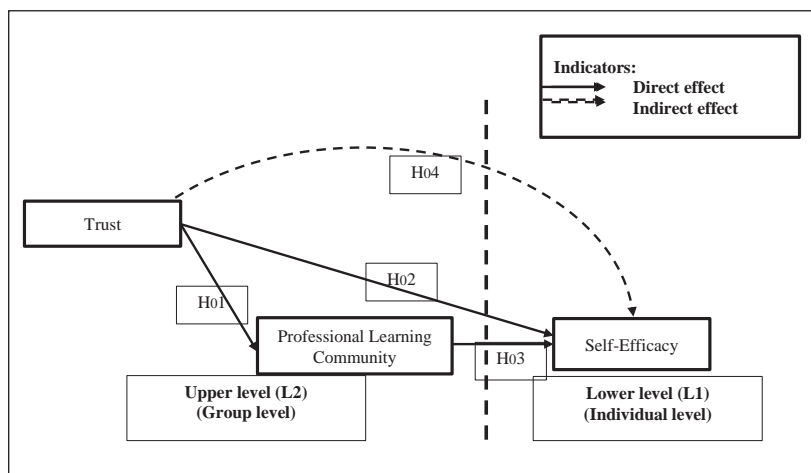 Indicators:
Direct effect
Indirect effect
H04
Trust
H02
H01
Professional Learning
Community
Self-Efficacy
H03
Upper level (L2)
(Group level)
Lower level (L1)
(Individual level)